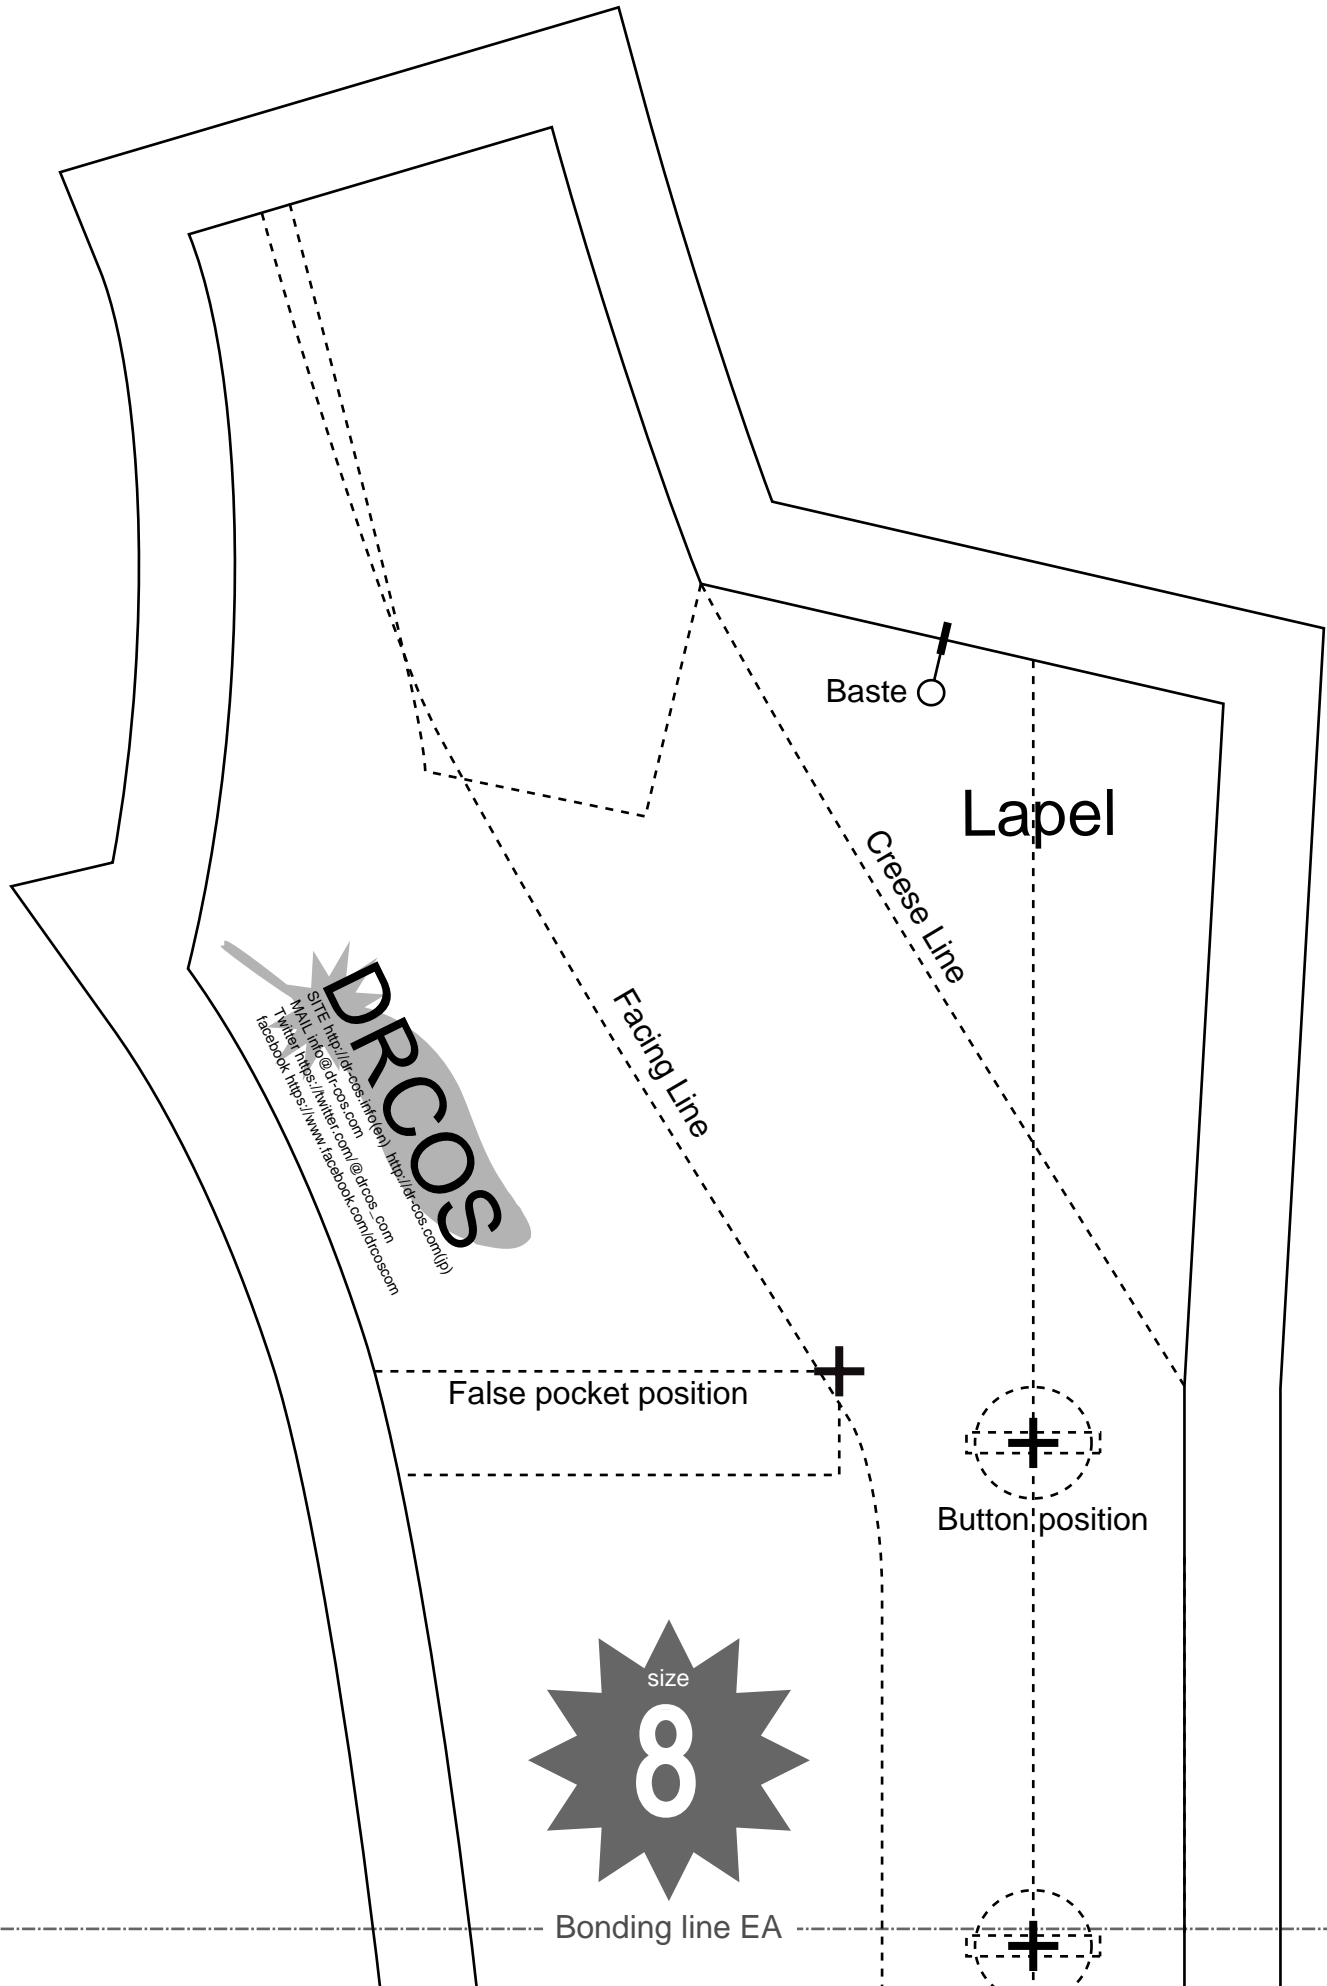 Baste
Lapel
Creese Line
Facing Line
DRCOS
SITE http://dr-cos.info(en) http://dr-cos.com(jp)
MAIL info@dr-cos.com
Twitter https://twitter.com/@drcos_com
facebook https://www.facebook.com/drcoscom
False pocket position
Button position
size
8
Bonding line EA